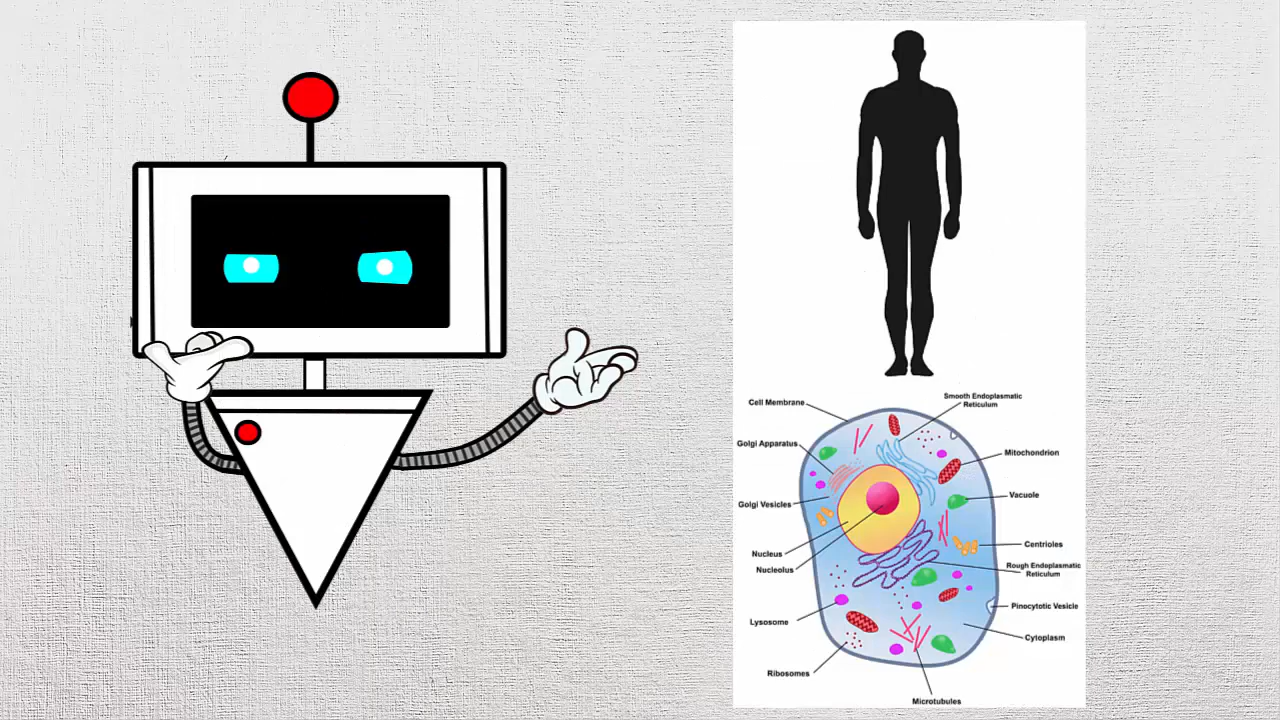 Smooth Endoplasmatic
Reticulum
Cell Membrane
Golgi Apparatus
Mitochondrion
Vacuole
Golgi Vesicles
Centrioles
Nucleus
Rough Endoplasmatic
Reticulum
Nucleolus
Pinocytotic Vesicle
Lysosome
Cytoplasm
Ribosomes
Microtubules